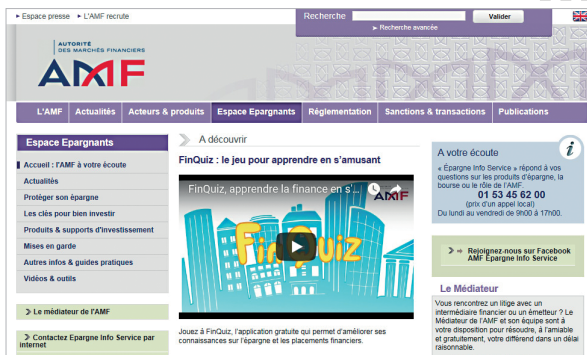 Espace presse
L'AMF recrute
Recherche
Valider
Recherche avancée
AUTORITÉ
DES MARCHÉS FINANCIERS
AMF
L'AMF
Actualités
Acteurs & produits
Espace Epargnants
Réglementation
Sanctions & transactions
Publications
Espace Epargnants
Accueil : l'AMF à votre écoute
Actualités
Protéger son épargne
Les clés pour bien investir
Produits & supports d'investissement
Mises en garde
Autres infos & guides pratiques
Vidéos & outils
Le médiateur de l'AMF
Contactez Epargne Info Service par
internet
A découvrir
FinQuiz : le jeu pour apprendre en s'amusant
FinQuiz, apprendre la finance en s'...
AMF
FinQuiz
Jouez à FinQuiz, l'application gratuite qui permet d'améliorer ses
connaissances sur l'épargne et les placements financiers.
A votre écoute
i
« Épargne Info Service » répond à vos
questions sur les produits d'épargne, la
bourse ou le rôle de l'AMF.
01 53 45 62 00
(prix d'un appel local)
Du lundi au vendredi de 9h00 à 17h00.
Rejoignez-nous sur Facebook
AMF Epargne Info Service
Le Médiateur
Vous rencontrez un litige avec un
intermédiaire financier ou un émetteur ? Le
Médiateur de l'AMF et son équipe sont à
votre disposition pour résoudre, à l'amiable
et gratuitement, votre différend dans un délai
raisonnable.